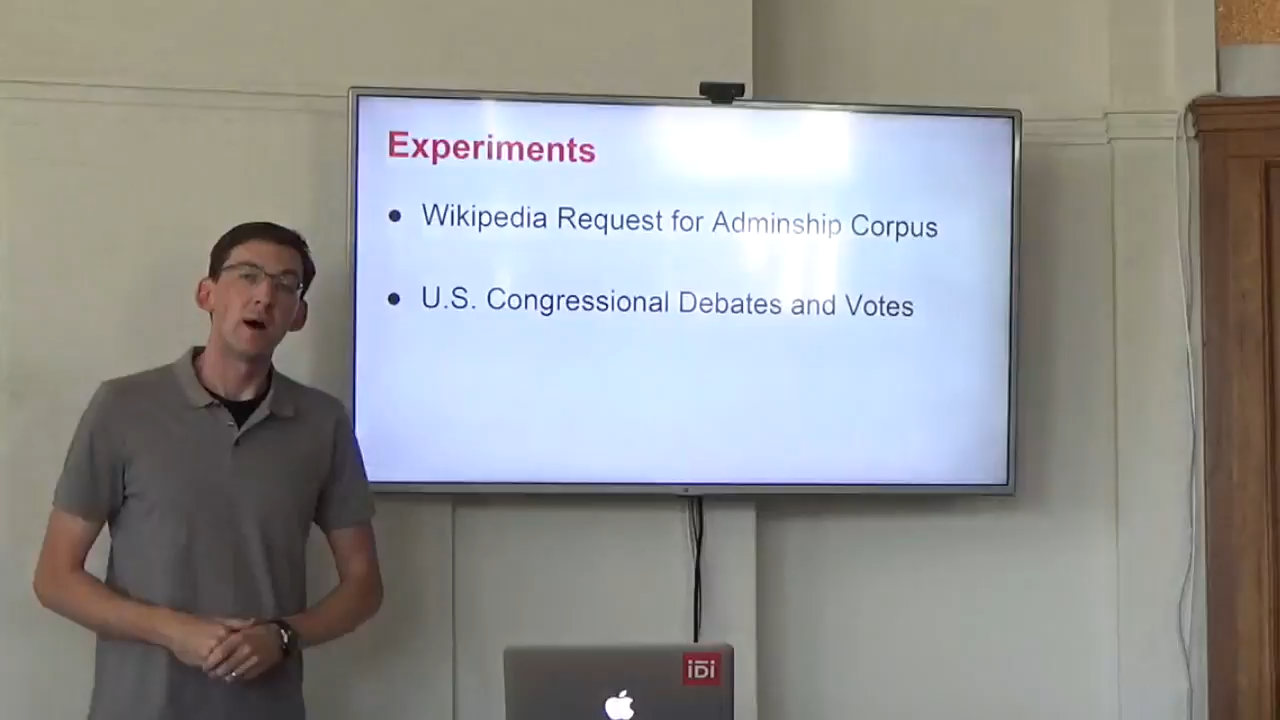 Experiments
● Wikipedia Request for Adminship Corpus
● U.S. Congressional Debates and Votes
iDi